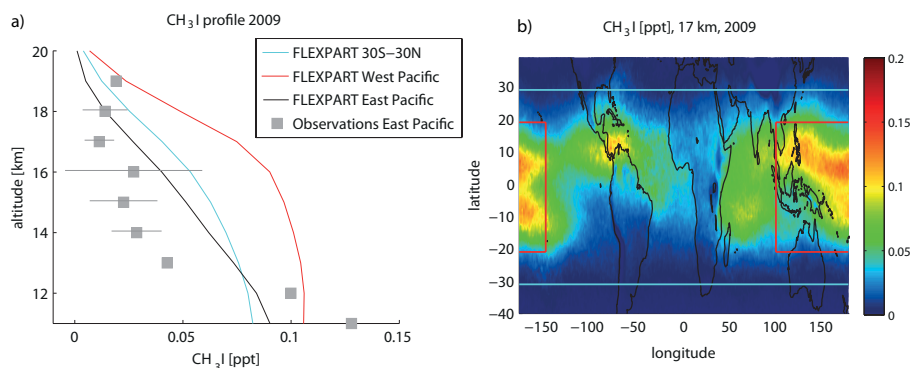 a)
CH3I profile 2009
20
18
16
14
12
altitude [km]
0
0.05
0.1
0.15
CH3I [ppt]
FLEXPART 30S−30N
FLEXPART West Pacific
FLEXPART East Pacific
Observations East Pacific
b)
CH3I [ppt], 17 km, 2009
30
20
10
0
−10
−20
−30
−40
latitude
−150
−100
−50
0
50
100
150
longitude
0.2
0.15
0.1
0.05
0